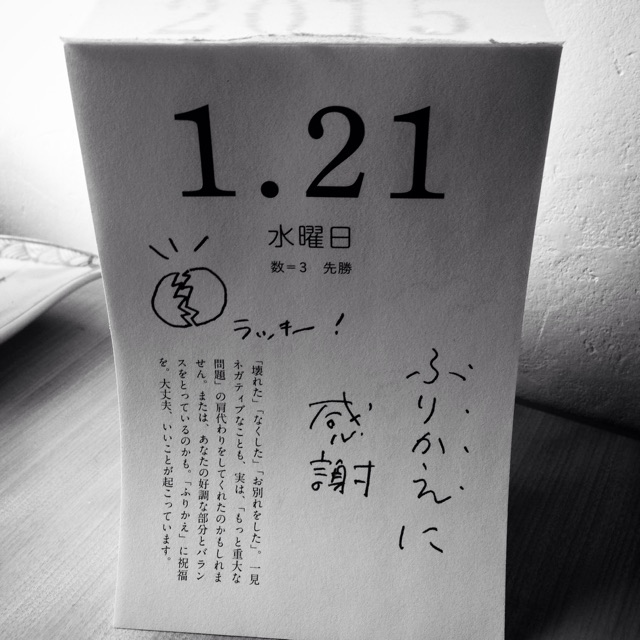 2015
1.21
水曜日
数=3 先勝
ラッキー!
ふりかえに
感謝
「壊れた」「なくした」「お別れをした」。一見
ネガティブなことも、実は、「もっと重大な
問題」の肩代わりをしてくれたのかもしれま
せん。または、あなたの好調な部分とバラン
スをとっているのかも。「ふりかえ」に祝福
を。大丈夫、いいことが起こっています。